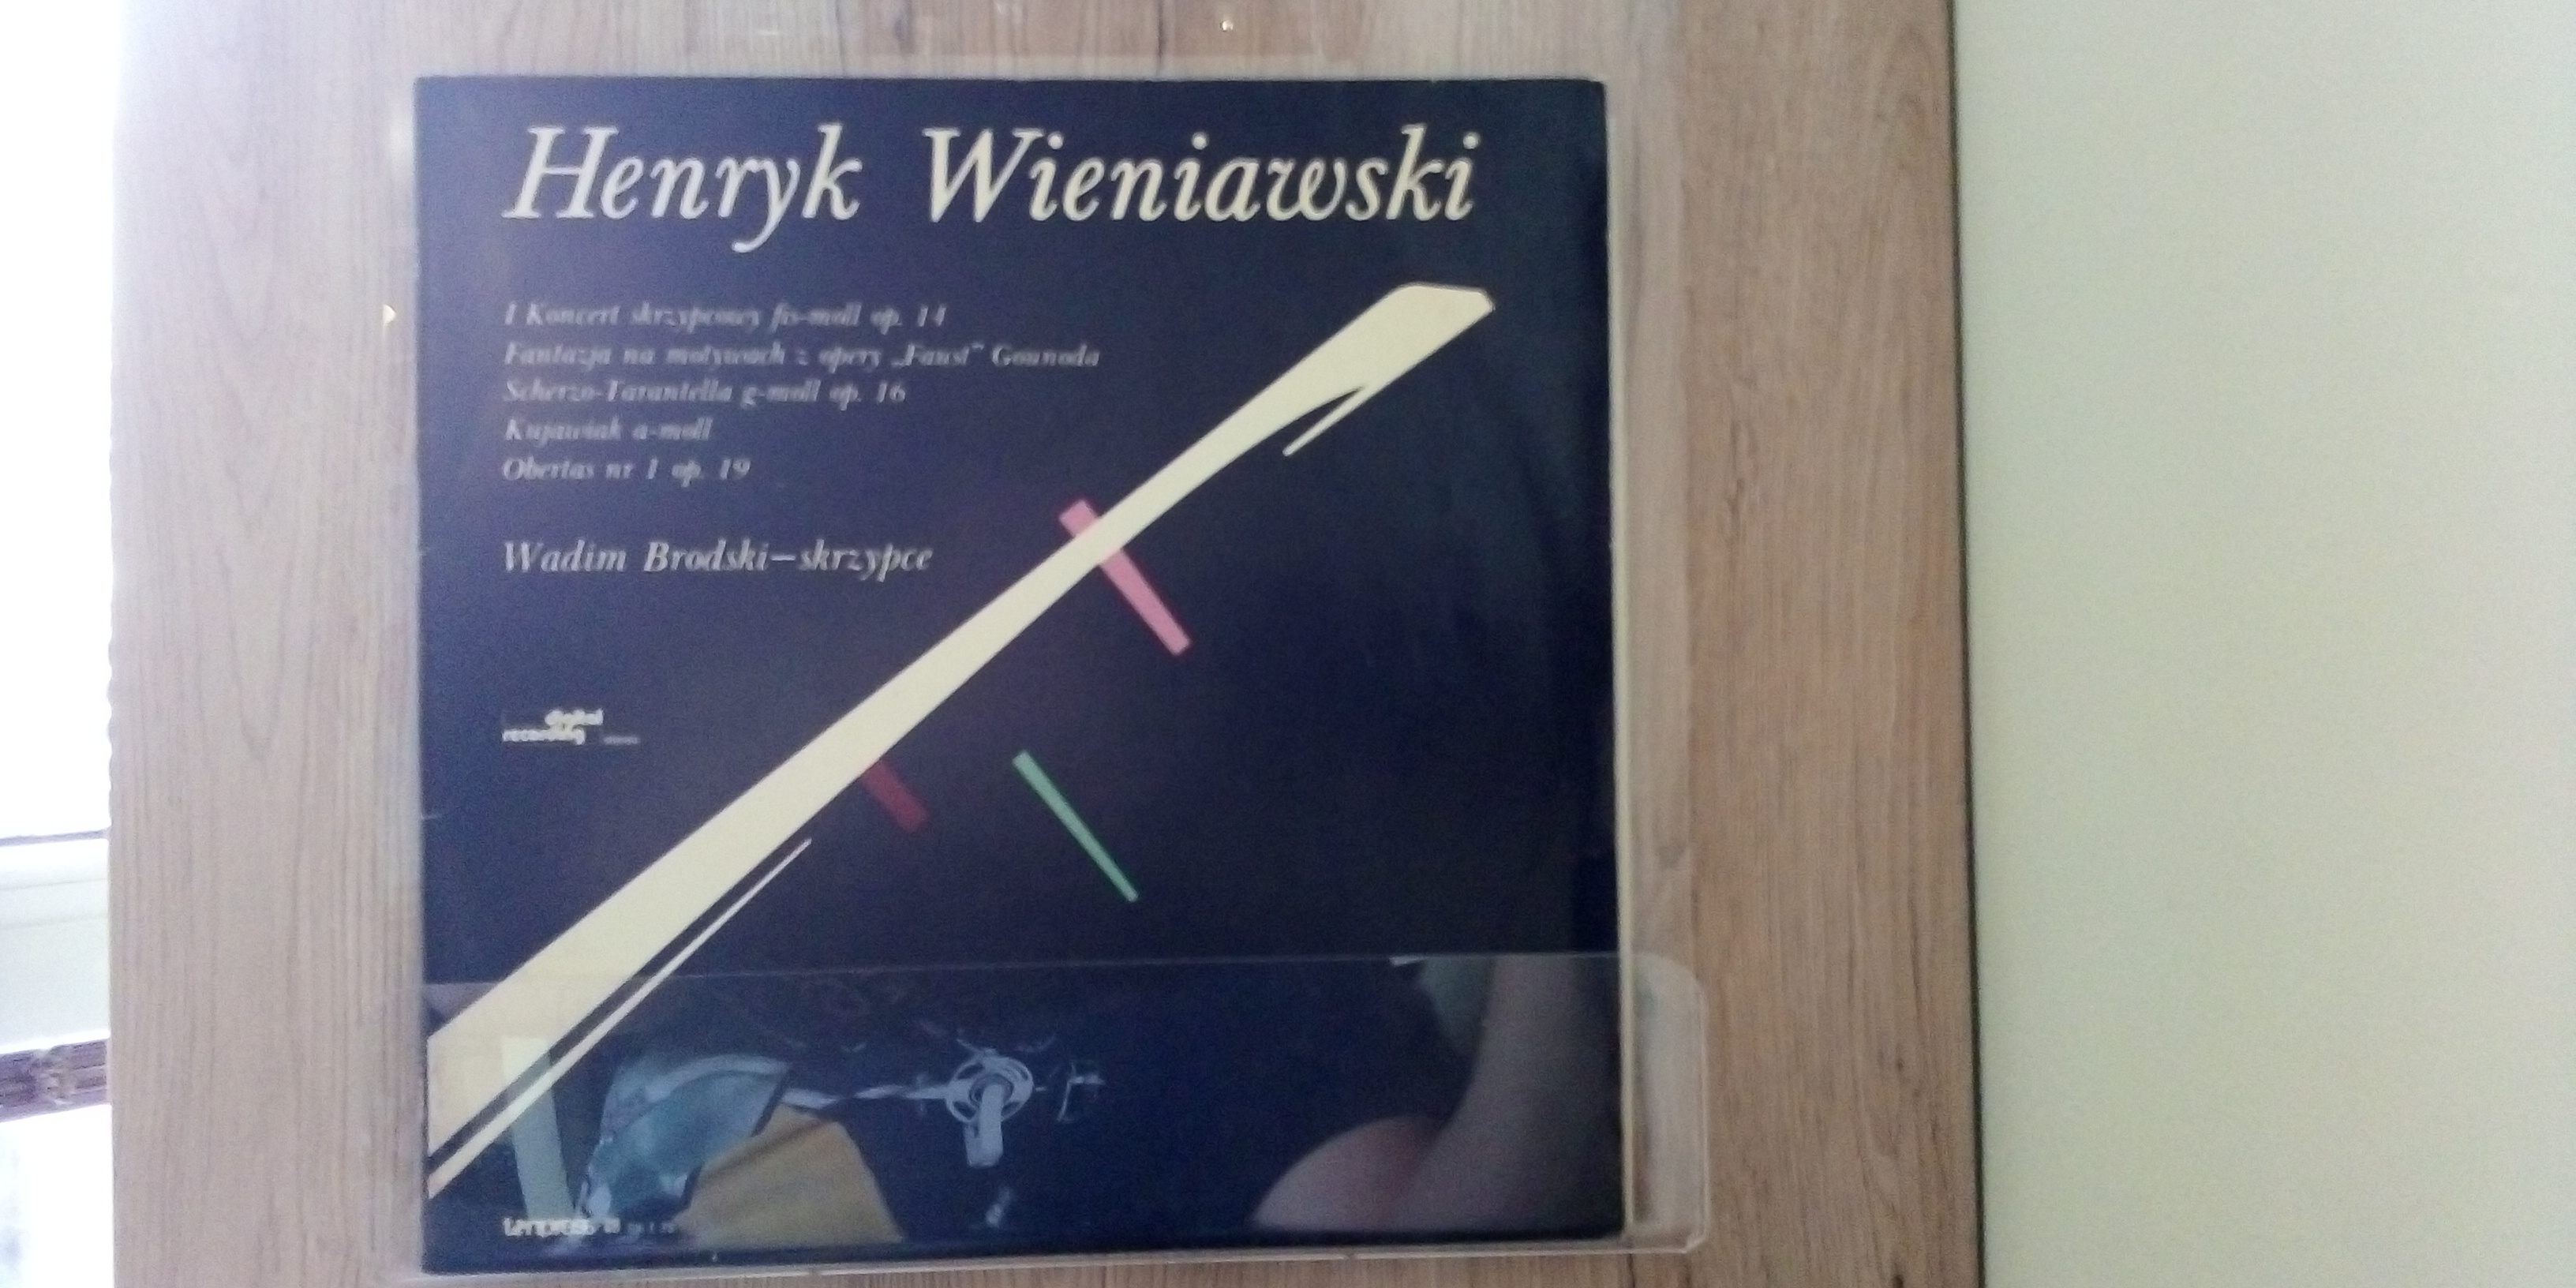 Henryk Wieniawski
I Koncert skrzypcowy fis-moll op. 14
Fantazja na motywach z opery „Faust” Gounoda
Scherzo-Tarantella g-moll op. 16
Kujawiak a-moll
Obertas nr 1 op. 19
Wadim Brodski—skrzypce
digital
recording